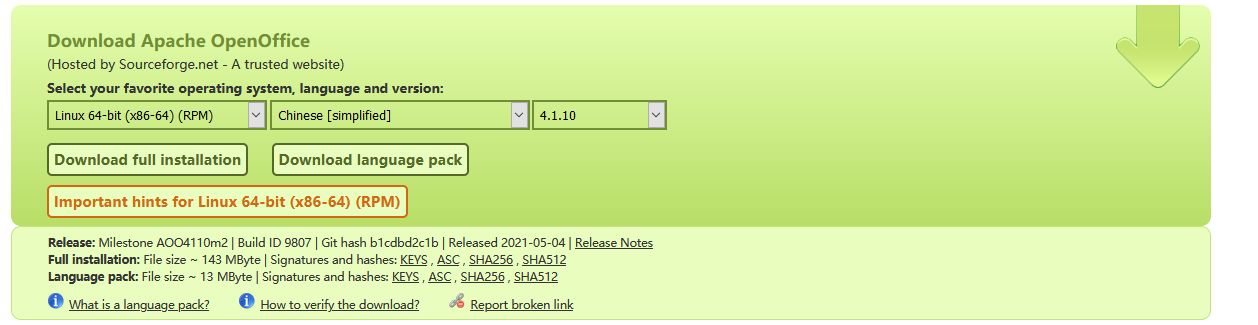 Download Apache OpenOffice
(Hosted by Sourceforge.net - A trusted website)
Select your favorite operating system, language and version:
Linux 64-bit (x86-64) (RPM) Chinese [simplified] 4.1.10
Download full installation Download language pack
Important hints for Linux 64-bit (x86-64) (RPM)
Release: Milestone AOO4110m2 | Build ID 9807 | Git hash b1cdbd2c1b | Released 2021-05-04 | Release Notes
Full installation: File size ~ 143 MByte | Signatures and hashes: KEYS , ASC , SHA256 , SHA512
Language pack: File size ~ 13 MByte | Signatures and hashes: KEYS , ASC , SHA256 , SHA512
What is a language pack? How to verify the download? Report broken link